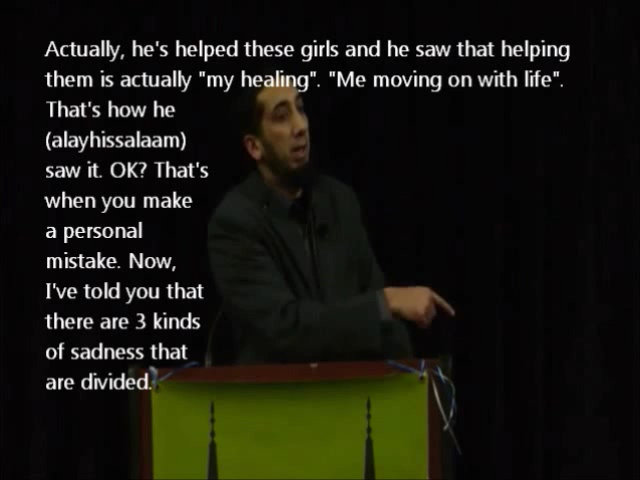 Actually, he's helped these girls and he saw that helping
them is actually "my healing". "Me moving on with life".
That's how he
(alayhissalaam)
saw it. OK? That's
when you make
a personal
mistake. Now,
I've told you that
there are 3 kinds
of sadness that
are divided.